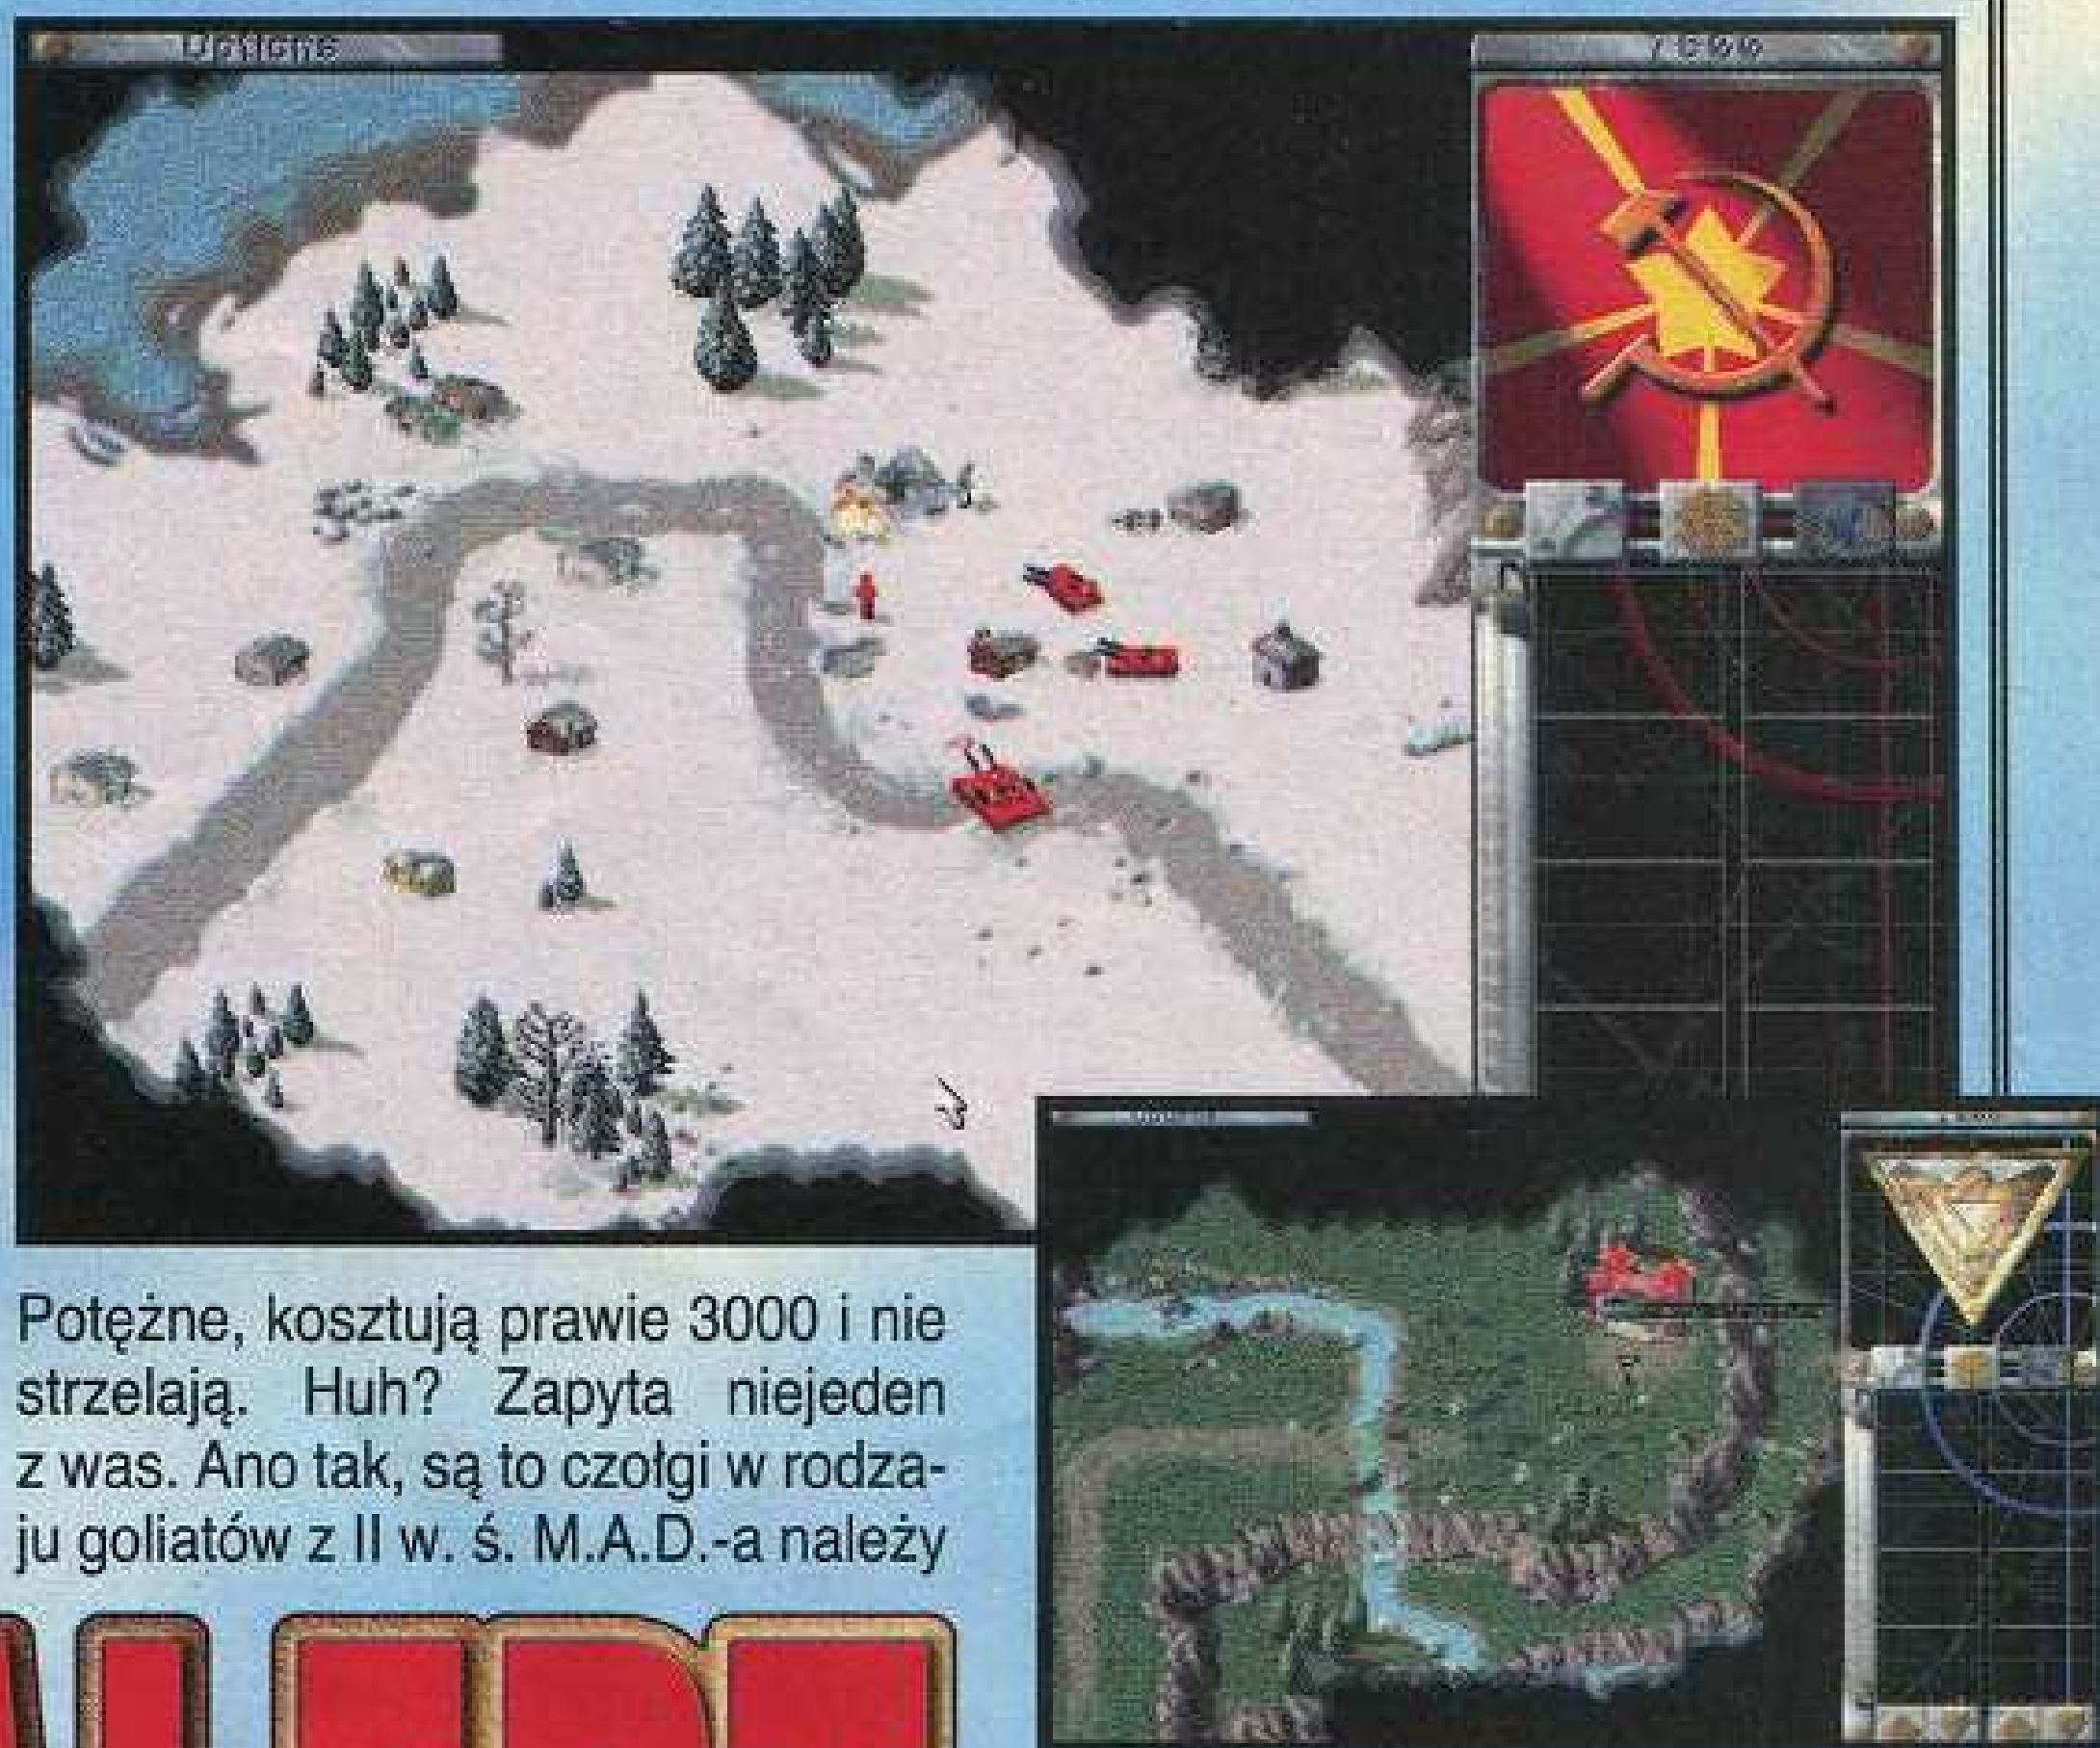 Options
Potężne, kosztują prawie 3000 i nie
strzelają. Huh? Zapyta niejeden
z was. Ano tak, są to czołgi w rodza-
ju goliatów z II w. ś. M.A.D.-a należy